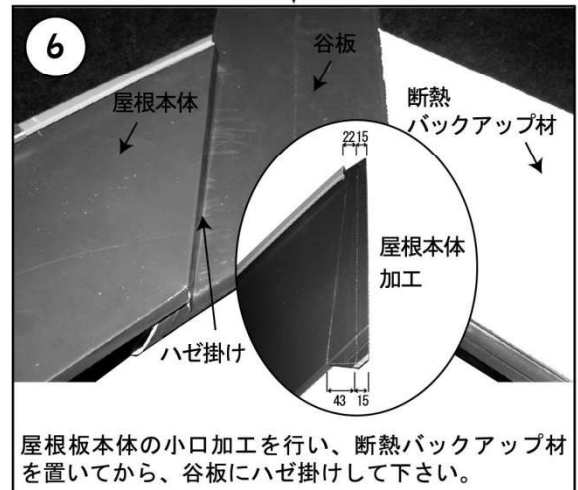 6
谷板
屋根本体
断熱
バックアップ材
22 15
屋根本体
加工
ハゼ掛け
43 15
屋根板本体の小口加工を行い、断熱バックアップ材
を置いてから、谷板にハゼ掛けして下さい。